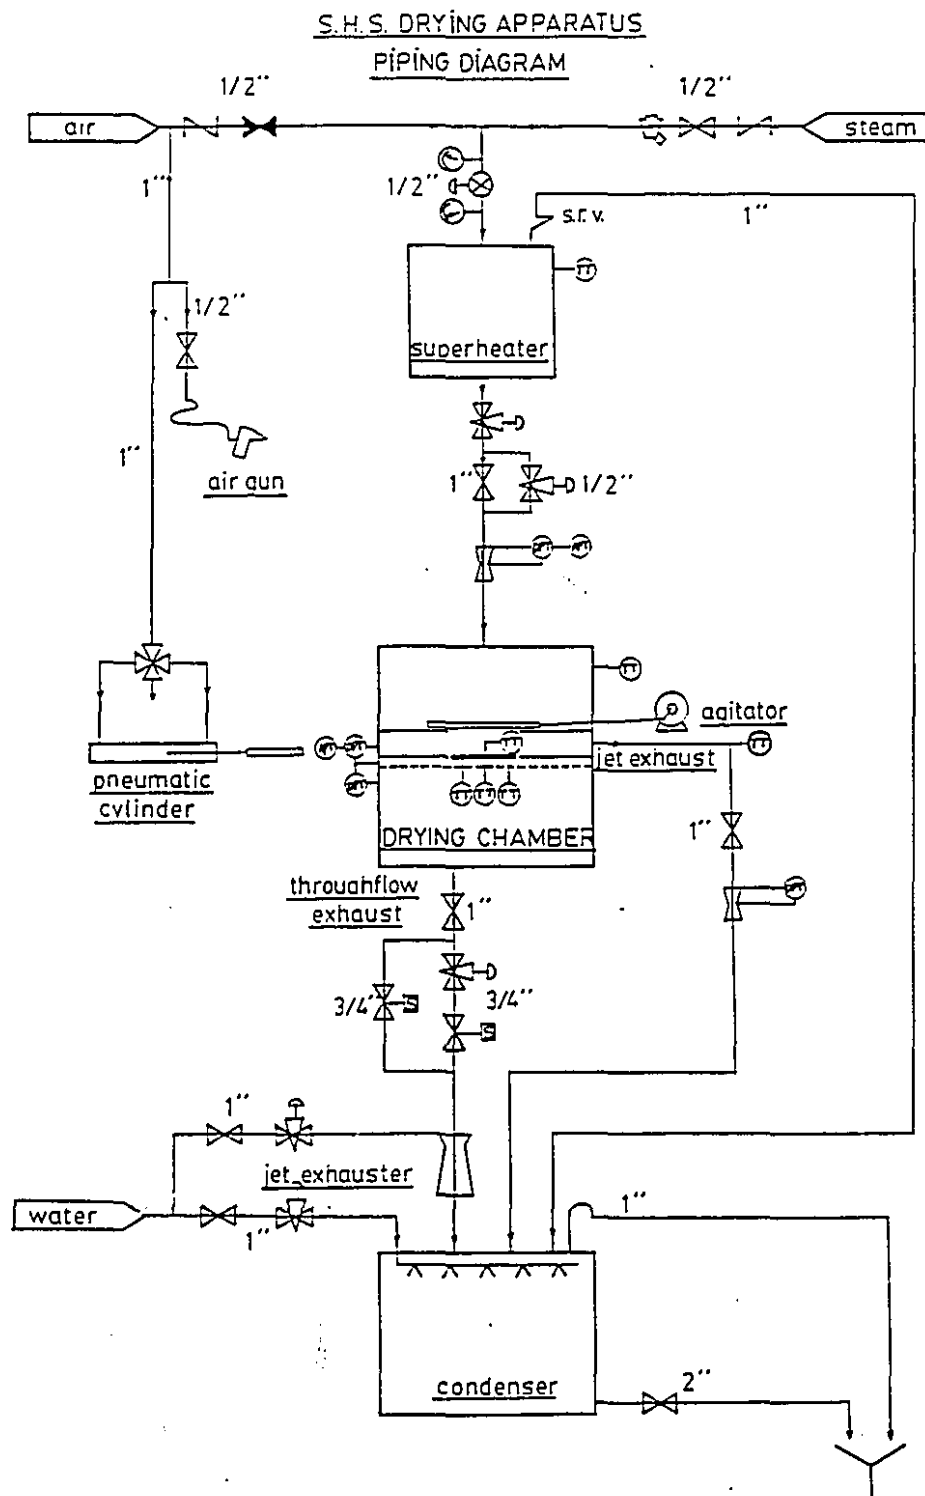 S.H.S. DRYING APPARATUS
PIPING DIAGRAM
1/2''
1/2''
air
steam
1''
1/2''
s.r.v.
1''
1/2''
superheater
1''
air gun
1''
1/2''
agitator
jet exhaust
pneumatic
cylinder
1''
DRYING CHAMBER
throughflow
exhaust
1''
3/4''
S
3/4''
S
1''
jet exhauster
water
1''
1''
condenser
2''